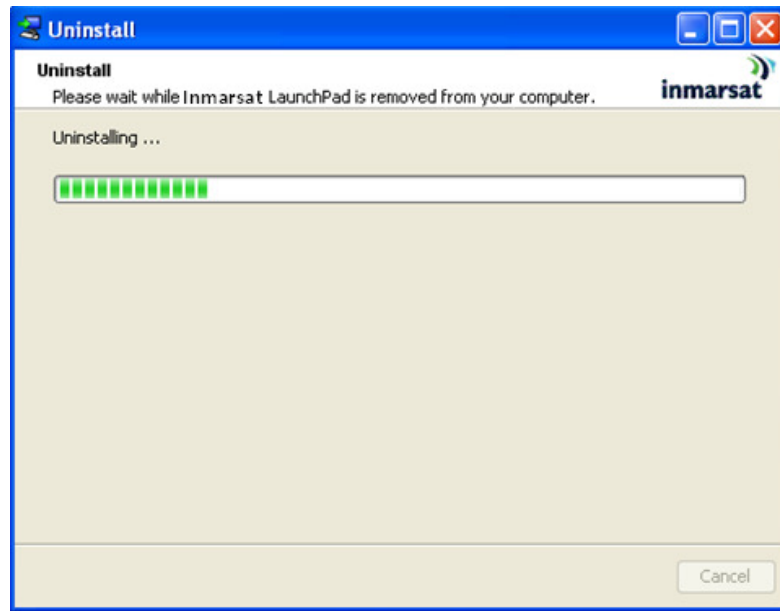 Uninstall
Uninstall
Please wait while Inmarsat LaunchPad is removed from your computer.
inmarsat
Uninstalling ...
Cancel